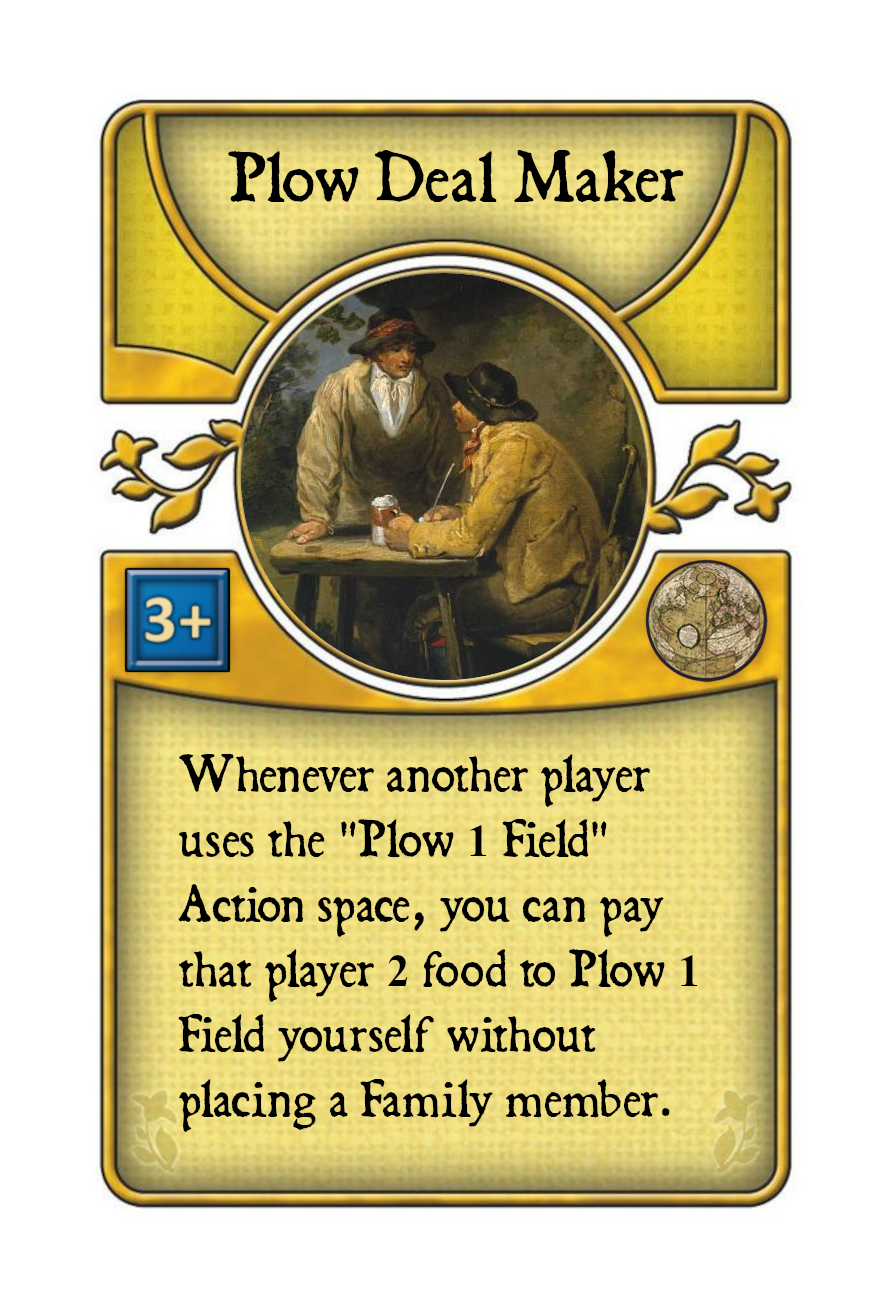 Plow Deal Maker
3+
Whenever another player
uses the "Plow 1 Field"
Action space, you can pay
that player 2 food to Plow 1
Field yourself without
placing a Family member.